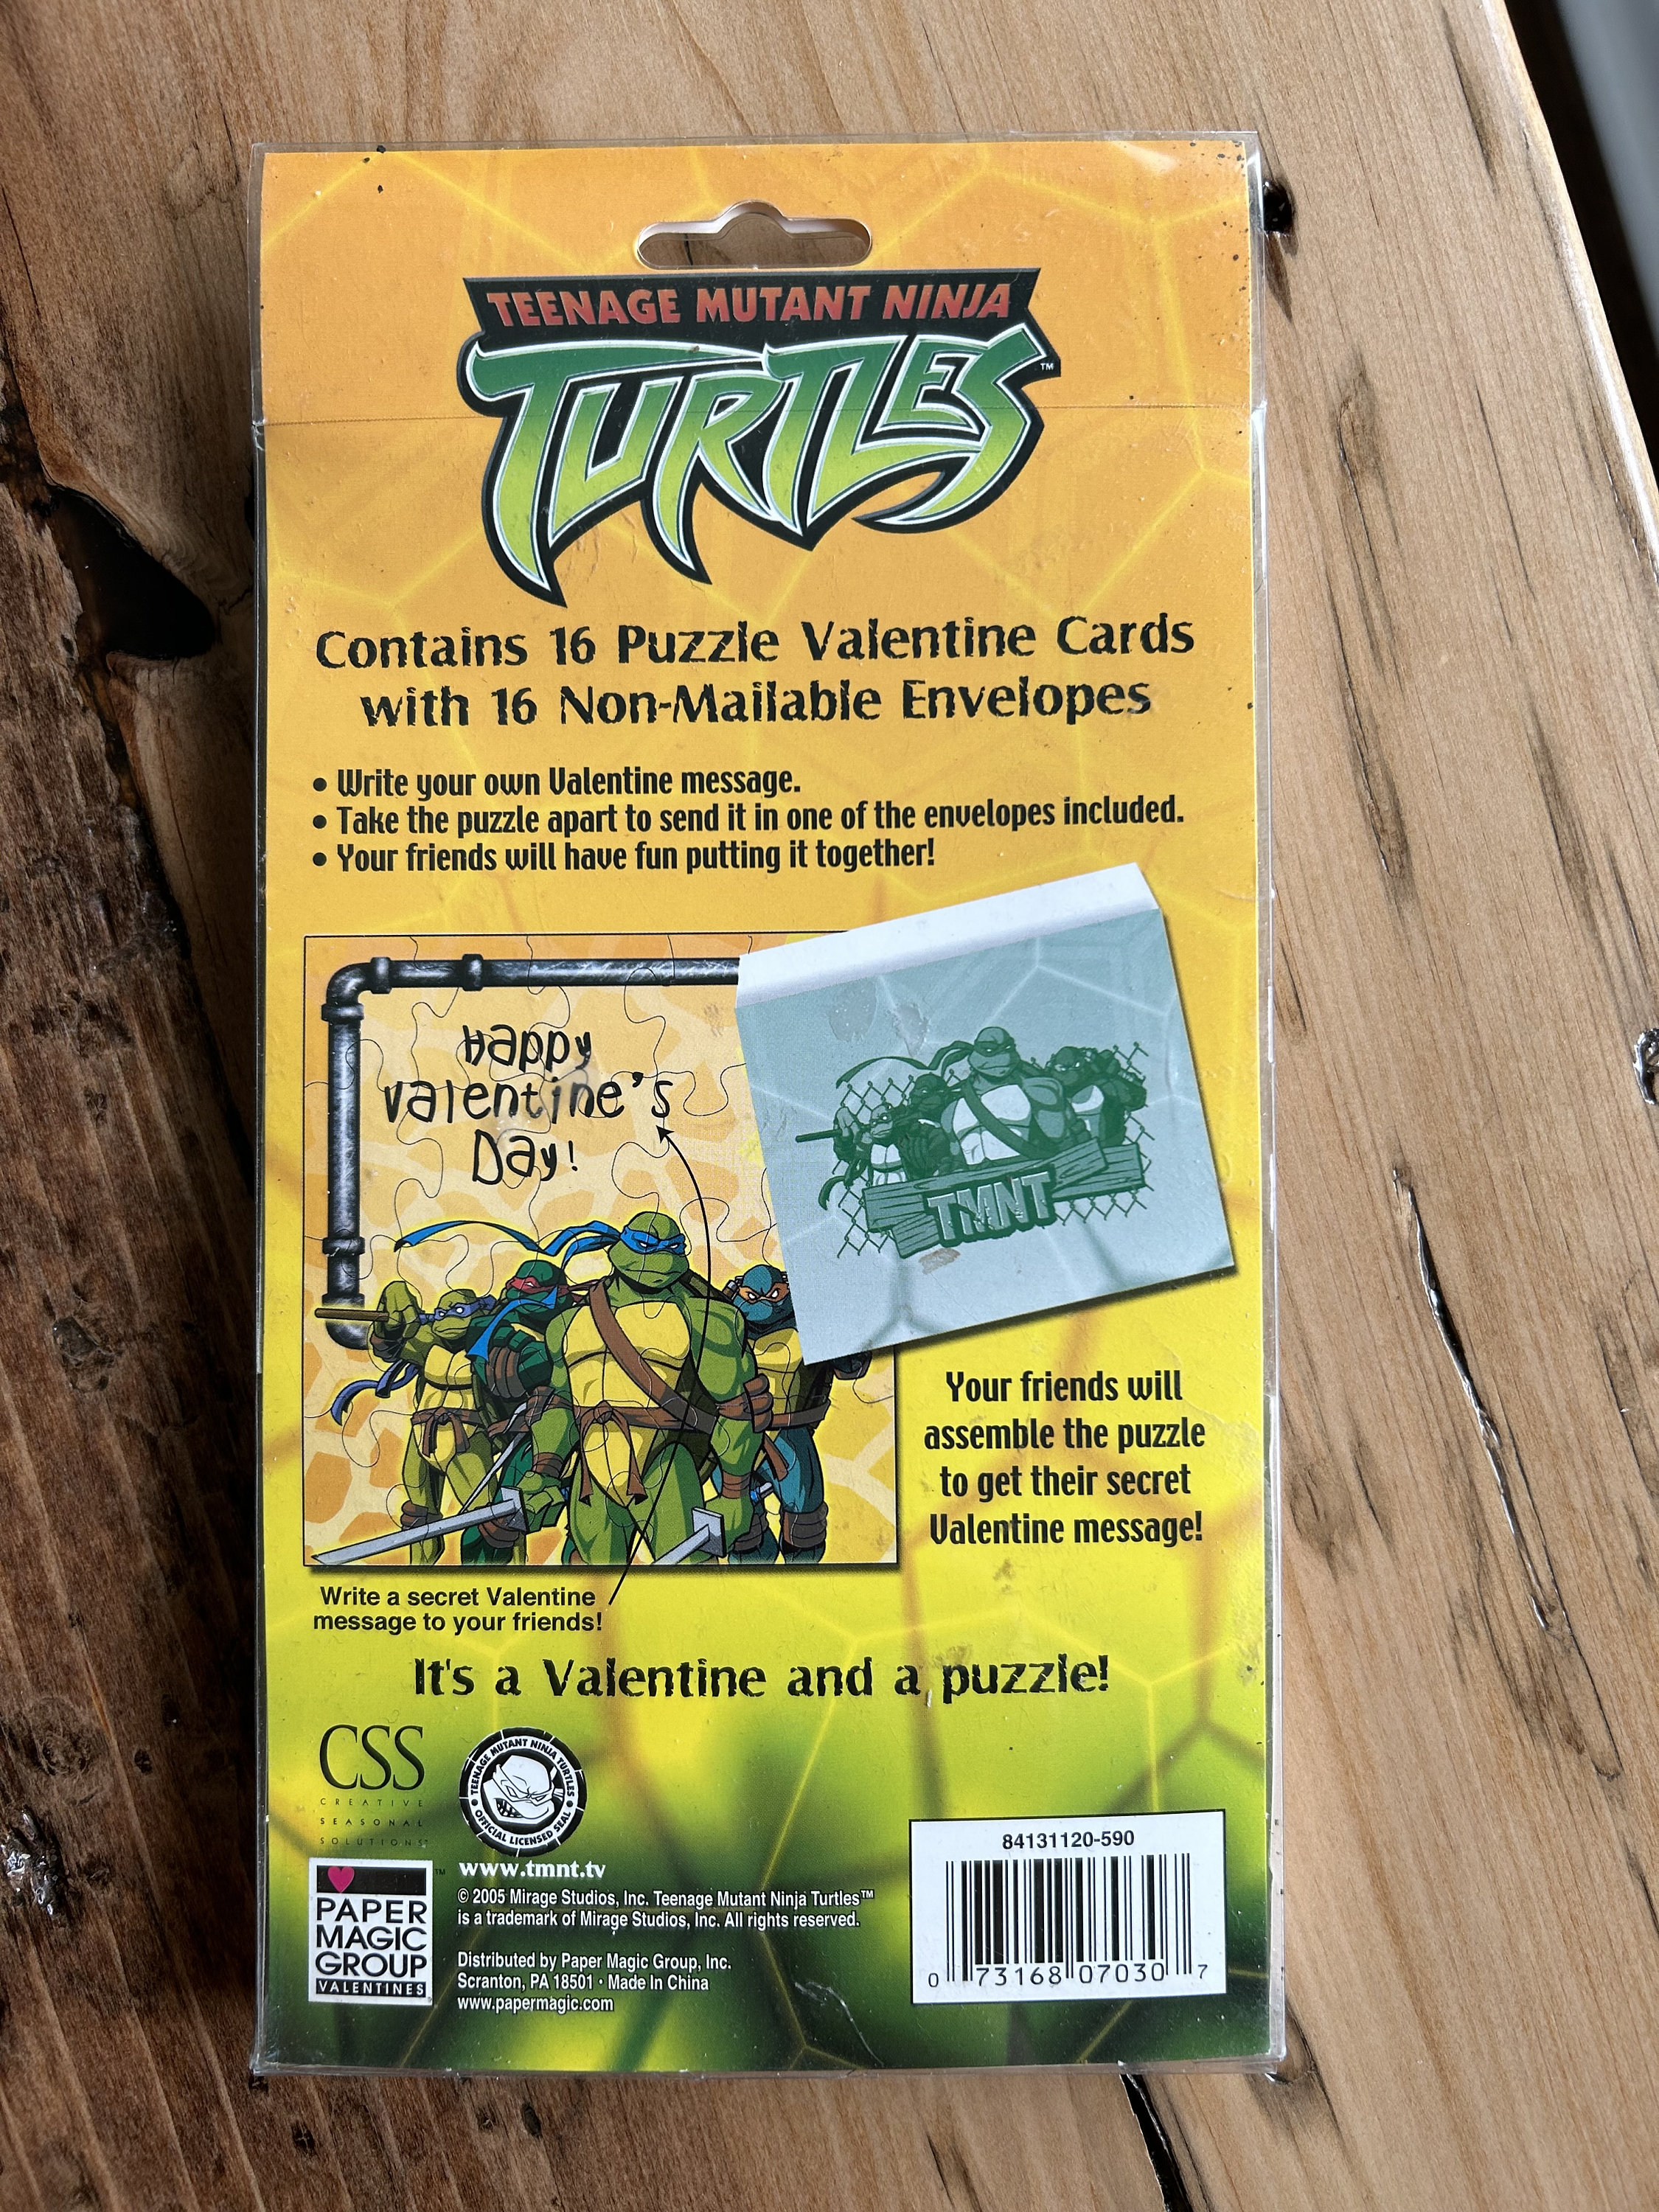 TEENAGE MUTANT NINJA
TURTLES™
Contains 16 Puzzle Valentine Cards
with 16 Non-Mailable Envelopes
• Write your own Valentine message.
• Take the puzzle apart to send it in one of the envelopes included.
• Your friends will have fun putting it together!
Happy
valentine's
Day!
TMNT
Your friends will
assemble the puzzle
to get their secret
Valentine message!
Write a secret Valentine
message to your friends!
It's a Valentine and a puzzle!
CSS
CREATIVE
SEASONAL
SOLUTIONS
TEENAGE MUTANT NINJA TURTLES
• OFFICIAL LICENSED SEAL •
PAPER
MAGIC
GROUP
VALENTINES
™
www.tmnt.tv
© 2005 Mirage Studios, Inc. Teenage Mutant Ninja Turtles™
is a trademark of Mirage Studios, Inc. All rights reserved.
Distributed by Paper Magic Group, Inc.
Scranton, PA 18501 • Made In China
www.papermagic.com
84131120-590
0 73168 07030 7